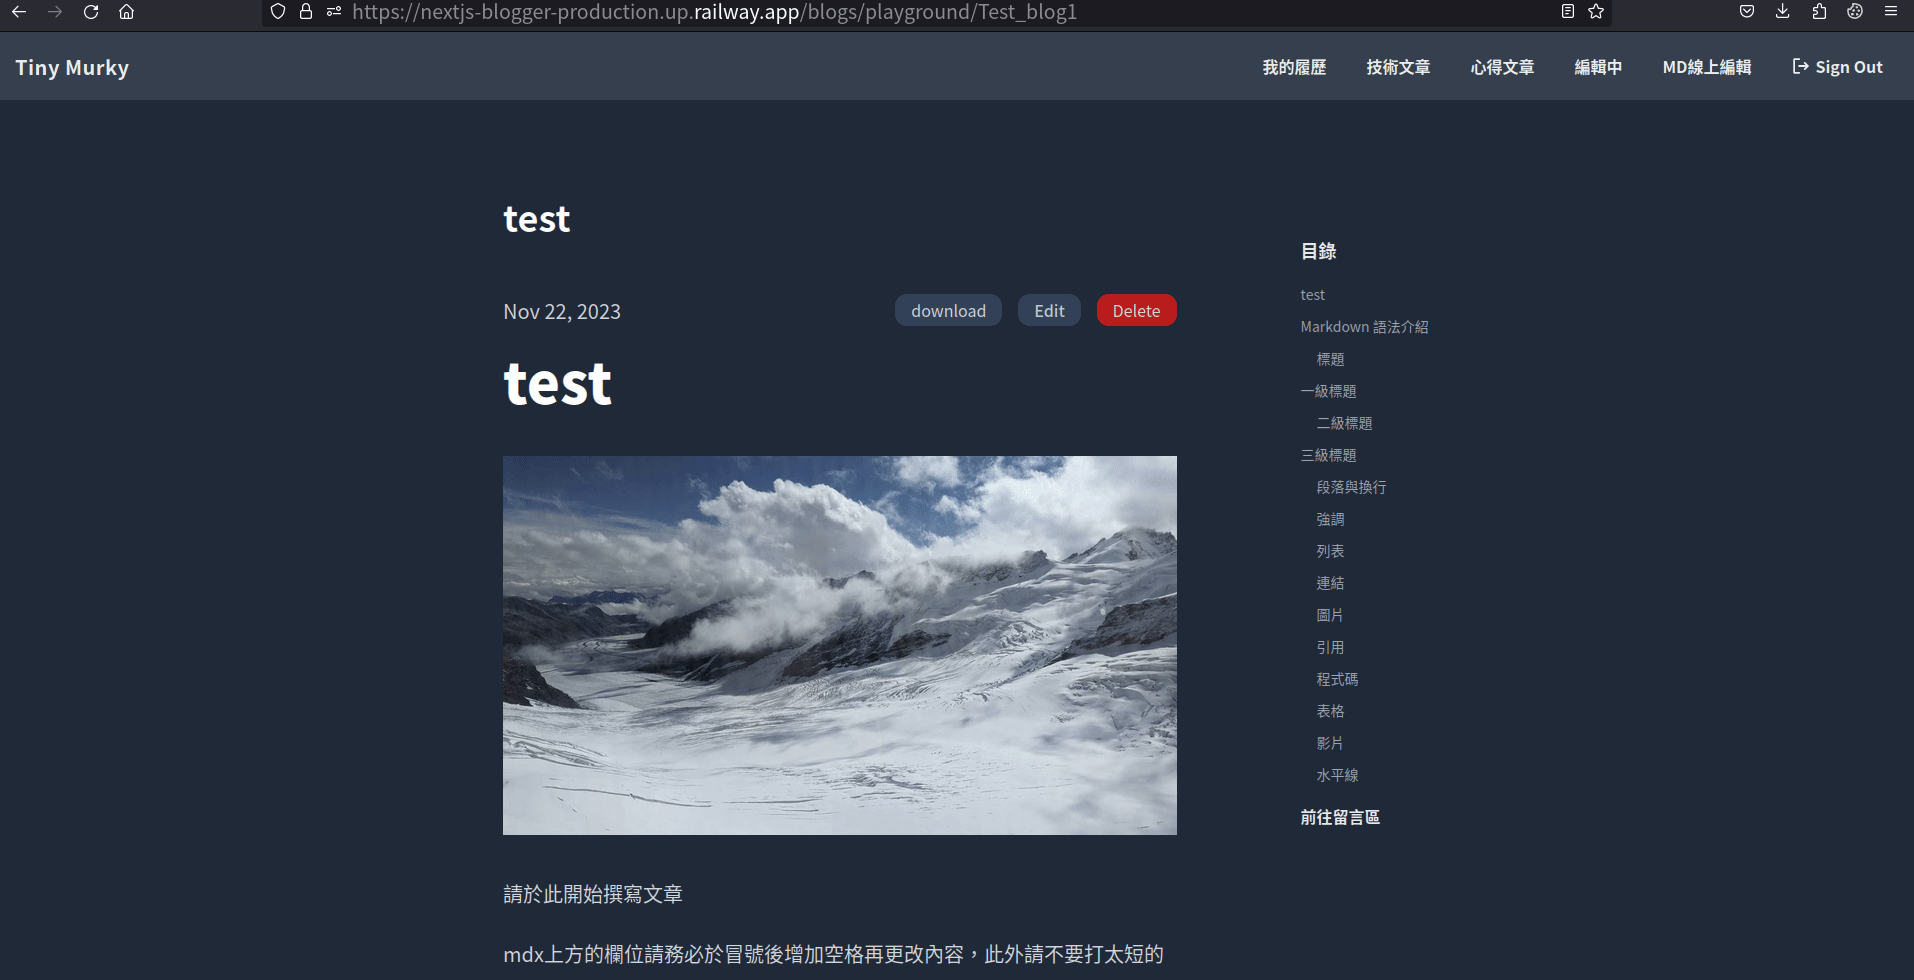 https://nextjs-blogger-production.up.railway.app/blogs/playground/Test_blog1
Tiny Murky
我的履歷
技術文章
心得文章
編輯中
MD線上編輯
Sign Out
test
Nov 22, 2023
download
Edit
Delete
test
請於此開始撰寫文章
mdx上方的欄位請務必於冒號後增加空格再更改內容，此外請不要打太短的
目錄
test
Markdown 語法介紹
標題
一級標題
二級標題
三級標題
段落與換行
強調
列表
連結
圖片
引用
程式碼
表格
影片
水平線
前往留言區